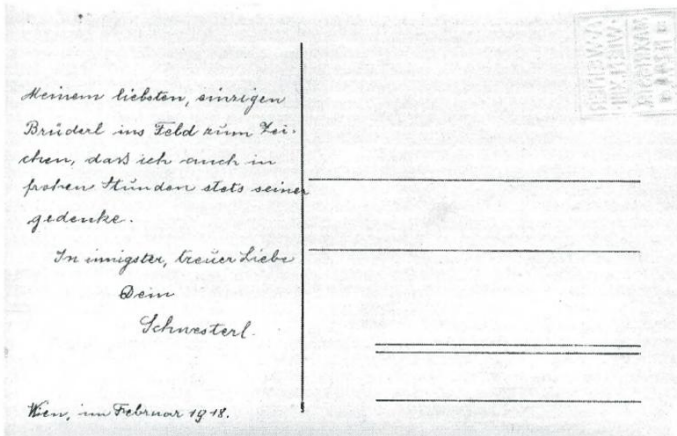 Meinem liebsten, einzigen
Brüderl ins Feld zum Zei-
chen, daß ich auch in
frohen Stunden stets seiner
gedenke.
In innigster, treuer Liebe
Dein
Schwesterl.
Wien, im Februar 1918.